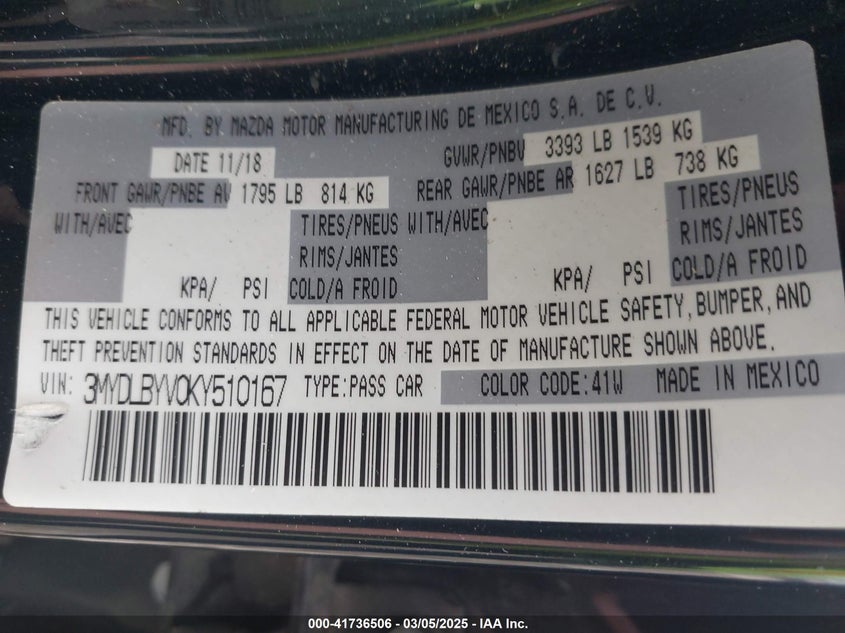 MFD. BY MAZDA MOTOR MANUFACTURING DE MEXICO S.A. DE C.V.
DATE 11/18 GVWR/PNBV 3393 LB 1539 KG
FRONT GAWR/PNBE AV 1795 LB 814 KG REAR GAWR/PNBE AR 1627 LB 738 KG
WITH/AVEC TIRES/PNEUS WITH/AVEC TIRES/PNEUS
RIMS/JANTES RIMS/JANTES
KPA/ PSI COLD/A FROID KPA/ PSI COLD/A FROID
THIS VEHICLE CONFORMS TO ALL APPLICABLE FEDERAL MOTOR VEHICLE SAFETY, BUMPER, AND
THEFT PREVENTION STANDARDS IN EFFECT ON THE DATE OF MANUFACTURE SHOWN ABOVE.
VIN: 3MYDLBYV0KY510167 TYPE:PASS CAR COLOR CODE:41W MADE IN MEXICO
000-41736506 - 03/05/2025 - IAA Inc.